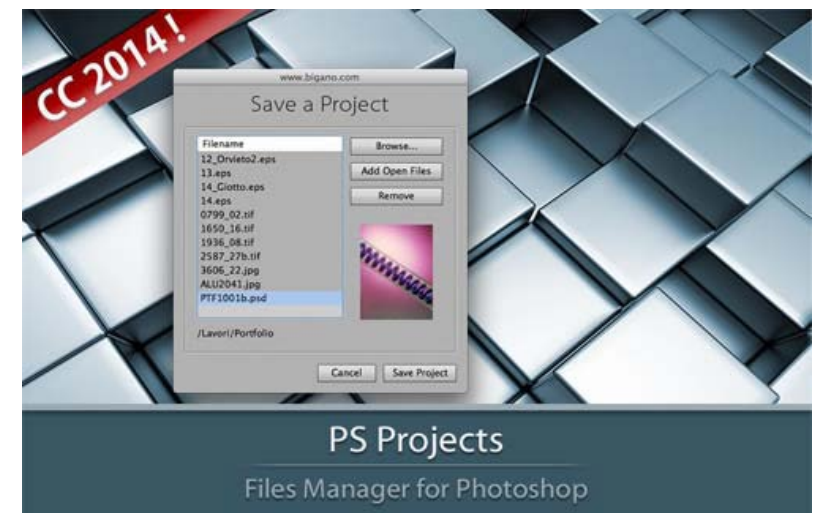 CC 2014!
www.bigano.com
Save a Project
Filename
12_Orvieto2.eps
13.eps
14_Giotto.eps
14.eps
0799_02.tif
1650_16.tif
1936_08.tif
2587_27b.tif
3606_22.jpg
ALU2041.jpg
PTF1001b.psd
Browse...
Add Open Files
Remove
/Lavori/Portfolio
Cancel Save Project
PS Projects
Files Manager for Photoshop